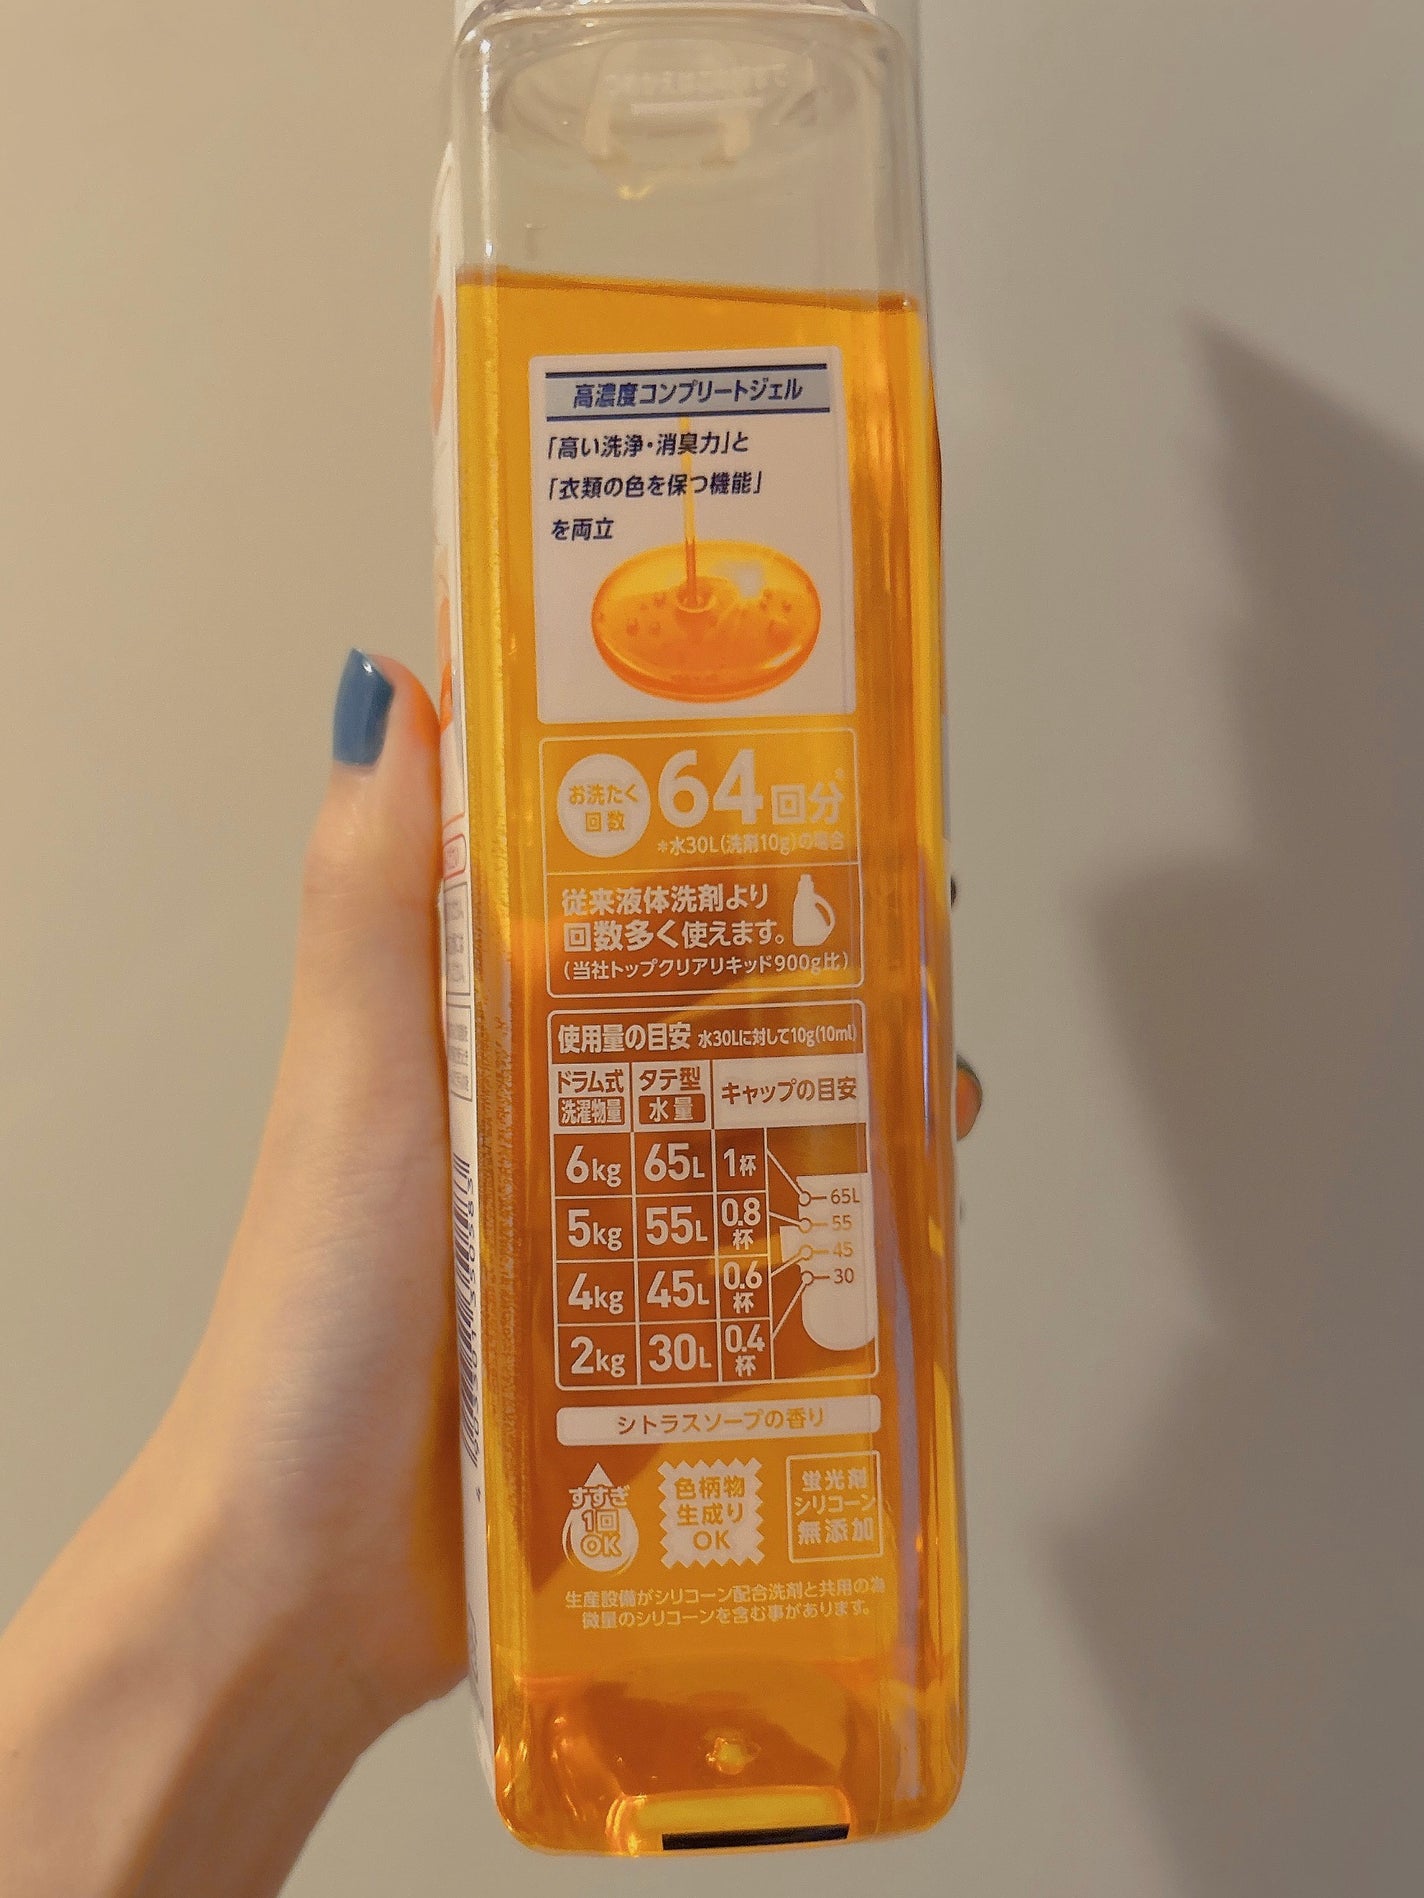 高濃度コンプリートジェル
「高い洗浄・消臭力」と
「衣類の色を保つ機能」
を両立
お洗たく
回数
64回分*
*水30L(洗剤10g)の場合
従来液体洗剤より
回数多く使えます。
(当社トップクリアリキッド900g比)
使用量の目安 水30Lに対して10g(10ml)
ドラム式 タテ型 キャップの目安
洗濯物量 水量
6kg 65L 1杯
5kg 55L 0.8杯
4kg 45L 0.6杯
2kg 30L 0.4杯
65L
55
45
30
シトラスソープの香り
すすぎ
1回
OK
色柄物
生成り
OK
蛍光剤
シリコーン
無添加
生産設備がシリコーン配合洗剤と共用の為
微量のシリコーンを含む事があります。